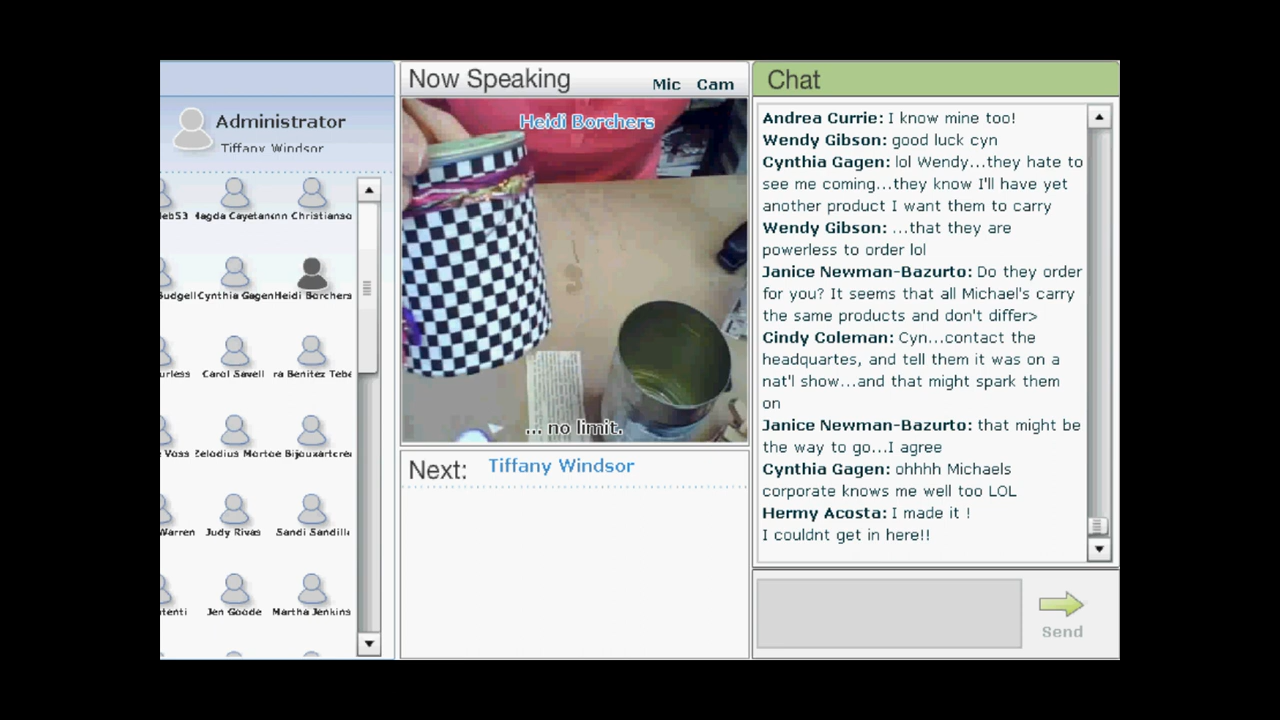 Administrator
Tiffany Windsor
Cynthia Gagen
Heidi Borchers
Carol Savell
Voss
Warren
Judy Rivas
Jen Goode
Martha Jenkins
Now Speaking
Mic Cam
Heidi Borchers
... no limit.
Next: Tiffany Windsor
Chat
Andrea Currie: I know mine too!
Wendy Gibson: good luck cyn
Cynthia Gagen: lol Wendy...they hate to
see me coming...they know I'll have yet
another product I want them to carry
Wendy Gibson: ...that they are
powerless to order lol
Janice Newman-Bazurto: Do they order
for you? It seems that all Michael's carry
the same products and don't differ>
Cindy Coleman: Cyn...contact the
headquartes, and tell them it was on a
nat'l show...and that might spark them
on
Janice Newman-Bazurto: that might be
the way to go...I agree
Cynthia Gagen: ohhhh Michaels
corporate knows me well too LOL
Hermy Acosta: I made it !
I couldnt get in here!!
Send